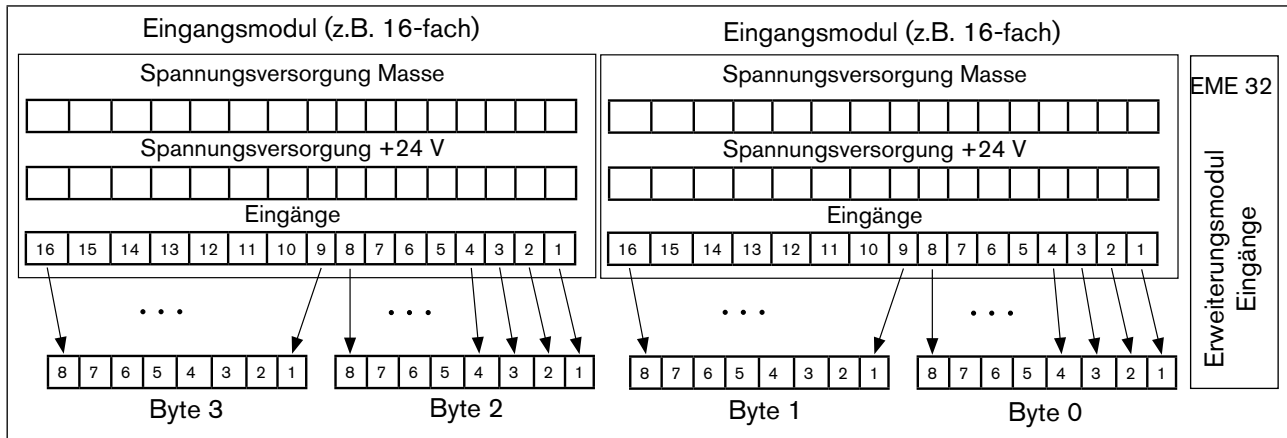 Eingangsmodul (z.B. 16-fach)
Spannungsversorgung Masse
Spannungsversorgung +24 V
Eingänge
16 15 14 13 12 11 10 9 8 7 6 5 4 3 2 1
. . . . . .
8 7 6 5 4 3 2 1 8 7 6 5 4 3 2 1
Byte 3 Byte 2
Eingangsmodul (z.B. 16-fach)
Spannungsversorgung Masse
Spannungsversorgung +24 V
Eingänge
16 15 14 13 12 11 10 9 8 7 6 5 4 3 2 1
. . . . . .
8 7 6 5 4 3 2 1 8 7 6 5 4 3 2 1
Byte 1 Byte 0
EME 32
Erweiterungsmodul
Eingänge